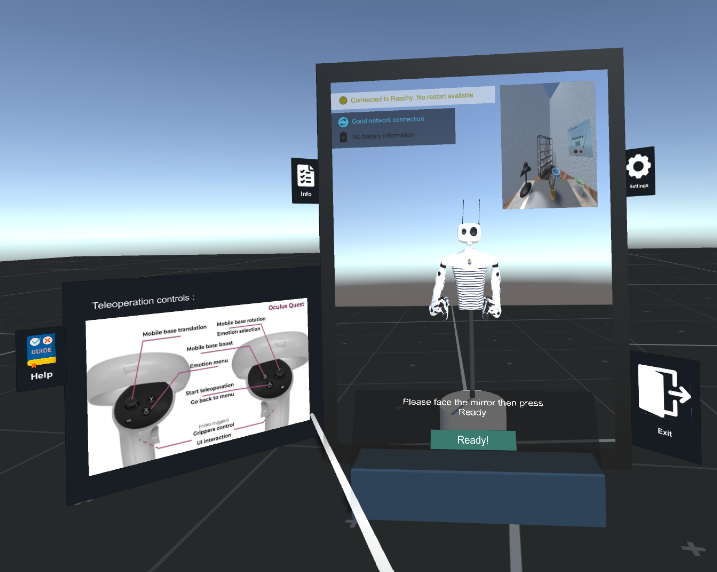 Connected to Reachy. No restart available
Good network connection
No battery information
Info
Settings
Teleoperation controls :
Oculus Quest
Mobile base rotation
Mobile base translation
Emotion selection
Mobile base boost
Emotion menu
Start teleoperation
Go back to menu
Grippers control
UI interaction
GUIDE
Help
Please face the mirror then press
Ready
Ready!
Exit